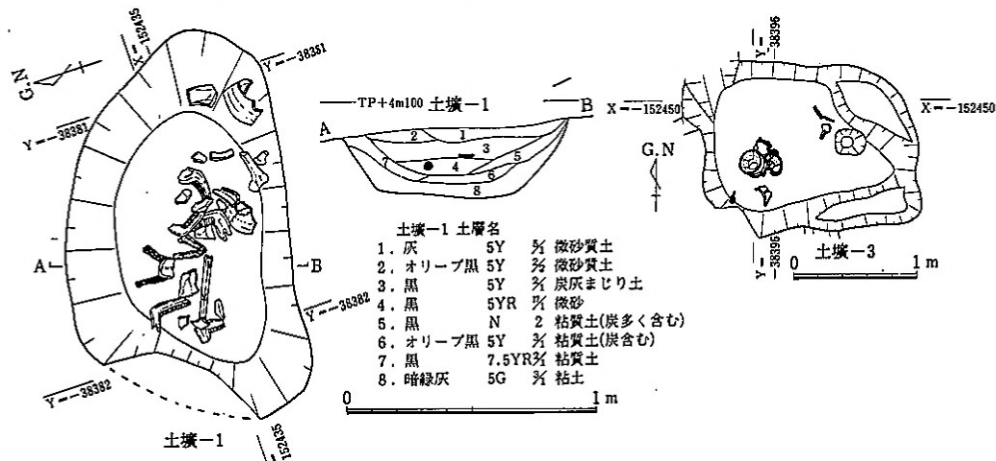 X=-152435
Y=-38381
G.N
Y=-38381
A
B
Y=-38382
Y=-38382
152435
土壙-1
TP+4m100 土壙-1
A
B
1
2
3
4
5
6
7
8
土壙-1 土層名
1. 灰 5Y 微砂質土
2. オリーブ黒 5Y 微砂質土
3. 黒 5Y 炭灰まじり土
4. 黒 5YR 微砂
5. 黒 N 2 粘質土(炭多く含む)
6. オリーブ黒 5Y 粘質土(炭含む)
7. 黒 7.5YR 粘質土
8. 暗緑灰 5G 粘土
0 1m
Y=-38396
X=-152450
X=-152450
G.N
Y=-38396
土壙-3
0 1m